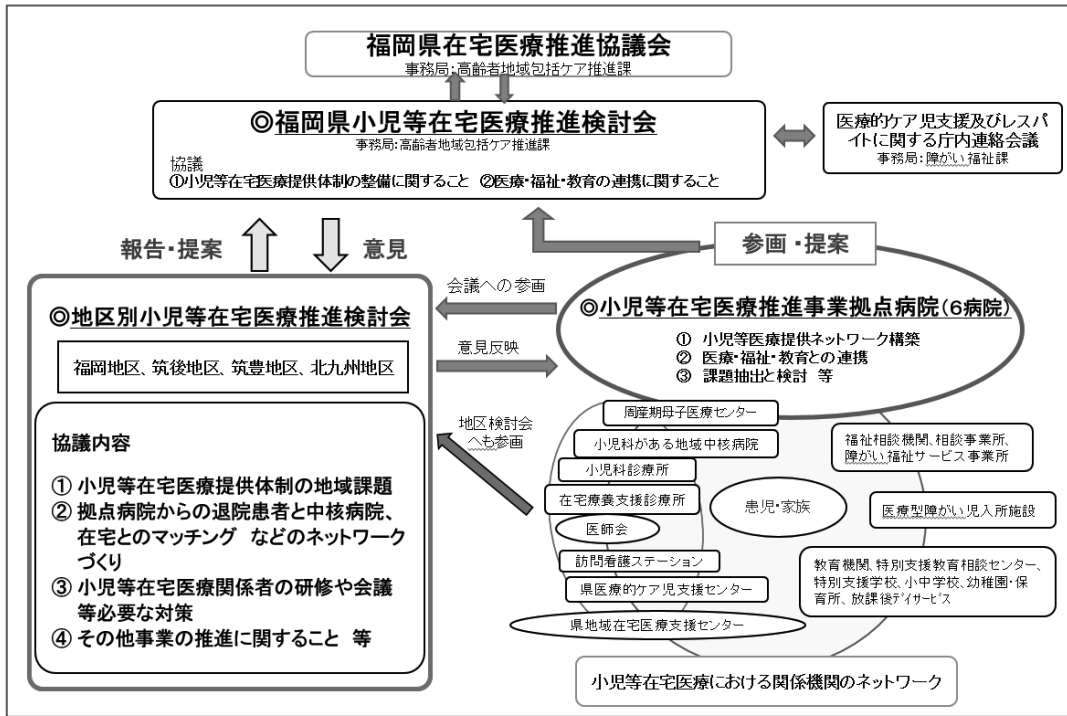 福岡県在宅医療推進協議会
事務局:高齢者地域包括ケア推進課
◎福岡県小児等在宅医療推進検討会
事務局:高齢者地域包括ケア推進課
協議
①小児等在宅医療提供体制の整備に関すること ②医療・福祉・教育の連携に関すること
医療的ケア児支援及びレスパ
イトに関する庁内連絡会議
事務局:障がい福祉課
報告・提案
意見
参画・提案
会議への参画
意見反映
地区検討会
へも参画
◎地区別小児等在宅医療推進検討会
福岡地区、筑後地区、筑豊地区、北九州地区
協議内容
① 小児等在宅医療提供体制の地域課題
② 拠点病院からの退院患者と中核病院、
在宅とのマッチング などのネットワーク
づくり
③ 小児等在宅医療関係者の研修や会議
等必要な対策
④ その他事業の推進に関すること 等
◎小児等在宅医療推進事業拠点病院(6病院)
① 小児等医療提供ネットワーク構築
② 医療・福祉・教育との連携
③ 課題抽出と検討 等
周産期母子医療センター
小児科がある地域中核病院
小児科診療所
在宅療養支援診療所
医師会
訪問看護ステーション
県医療的ケア児支援センター
県地域在宅医療支援センター
患児・家族
福祉相談機関、相談事業所、
障がい福祉サービス事業所
医療型障がい児入所施設
教育機関、特別支援教育相談センター、
特別支援学校、小中学校、幼稚園・保
育所、放課後デイサービス
小児等在宅医療における関係機関のネットワーク